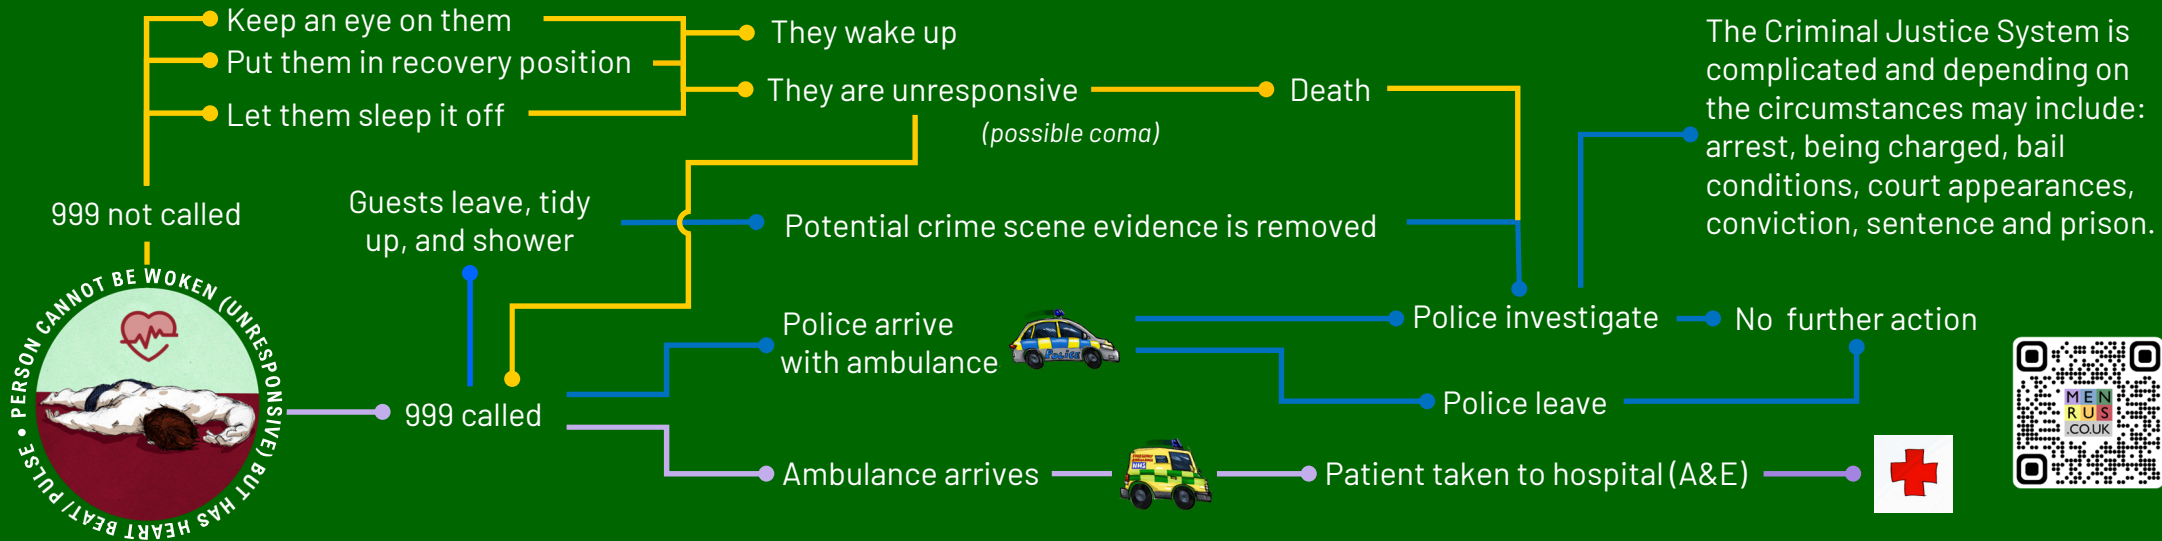 Keep an eye on them
Put them in recovery position
Let them sleep it off
They wake up
They are unresponsive
(possible coma)
Death
The Criminal Justice System is
complicated and depending on
the circumstances may include:
arrest, being charged, bail
conditions, court appearances,
conviction, sentence and prison.
999 not called
Guests leave, tidy
up, and shower
Potential crime scene evidence is removed
PERSON CANNOT BE WOKEN (UNRESPONSIVE) BUT HAS HEART BEAT/ PULSE •
999 called
Police arrive
with ambulance
POLICE
Police investigate
No further action
Police leave
Ambulance arrives
NHS
Patient taken to hospital (A&E)
MEN
RUS
.CO.UK